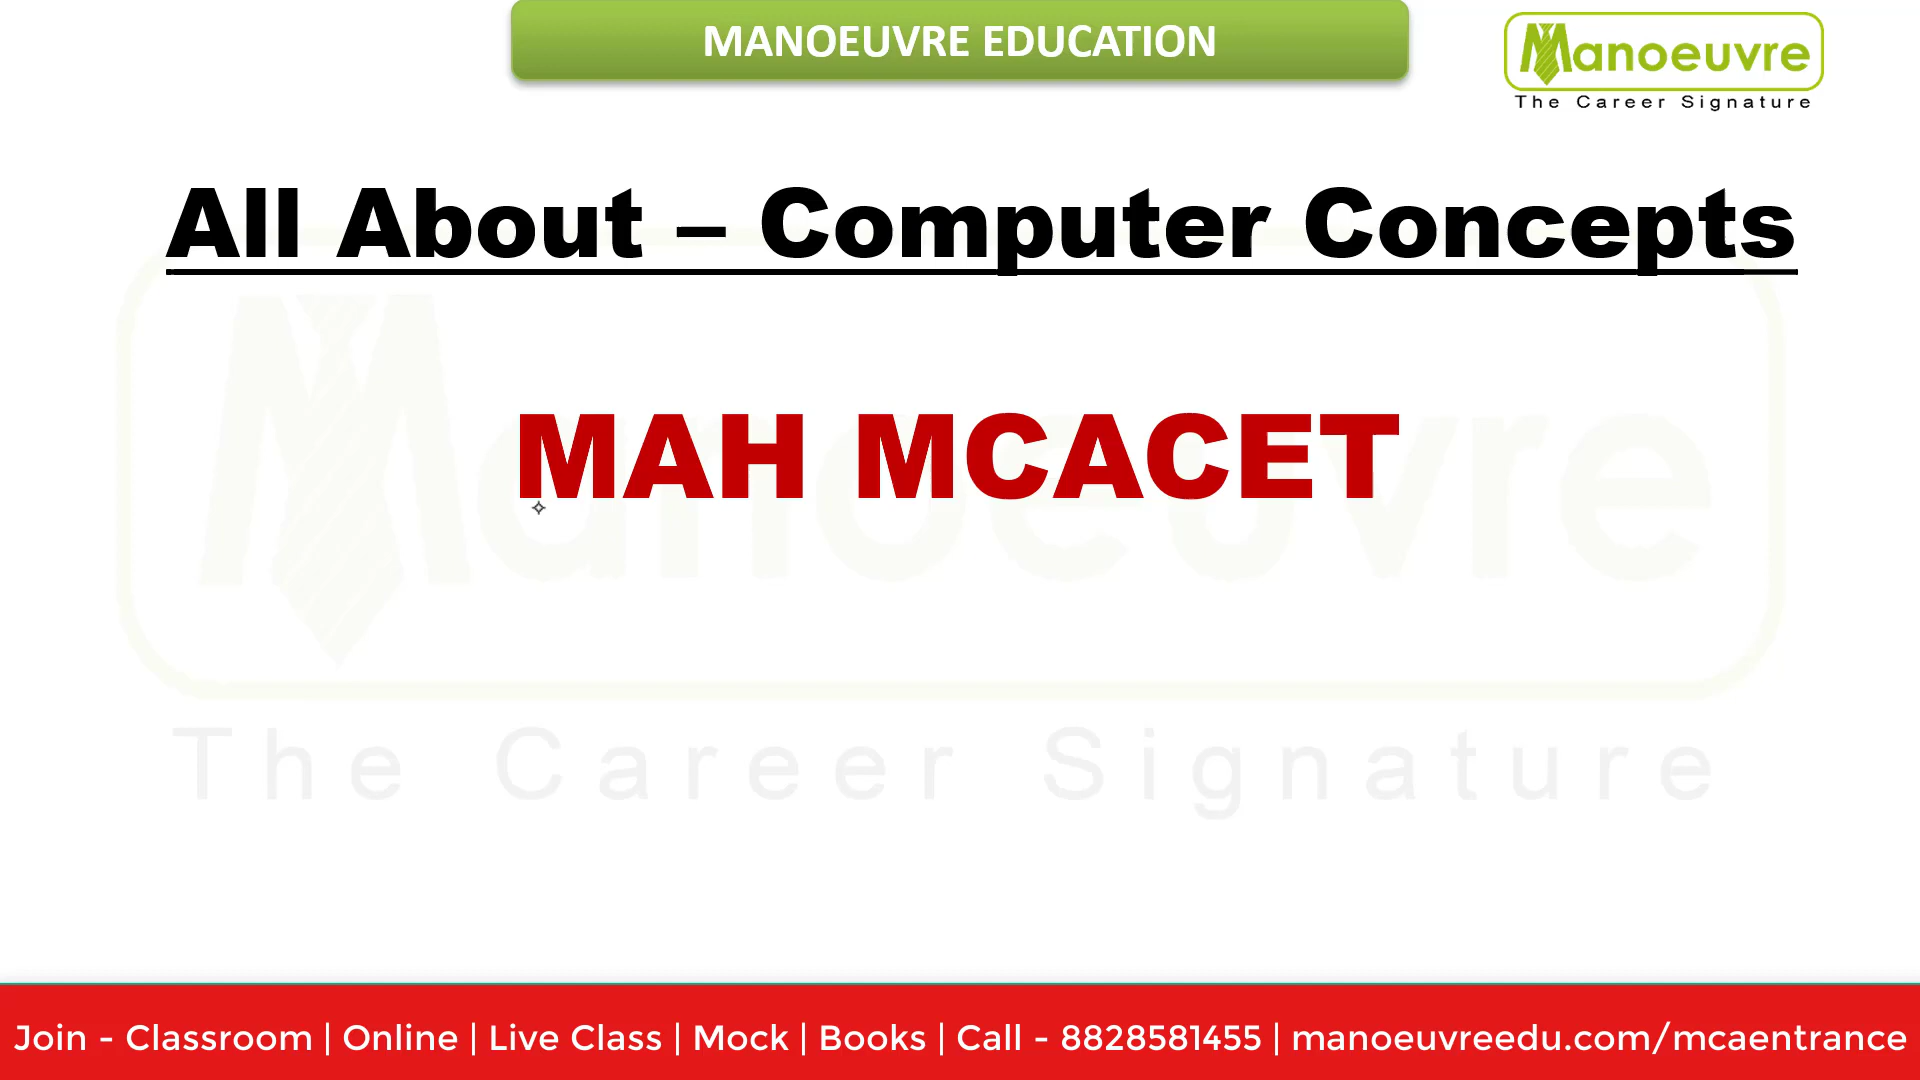 MANOEUVRE EDUCATION
Manoeuvre
The Career Signature
All About – Computer Concepts
MAH MCACET
Manoeuvre
The Career Signature
Join - Classroom | Online | Live Class | Mock | Books | Call - 8828581455 | manoeuvreedu.com/mcaentrance